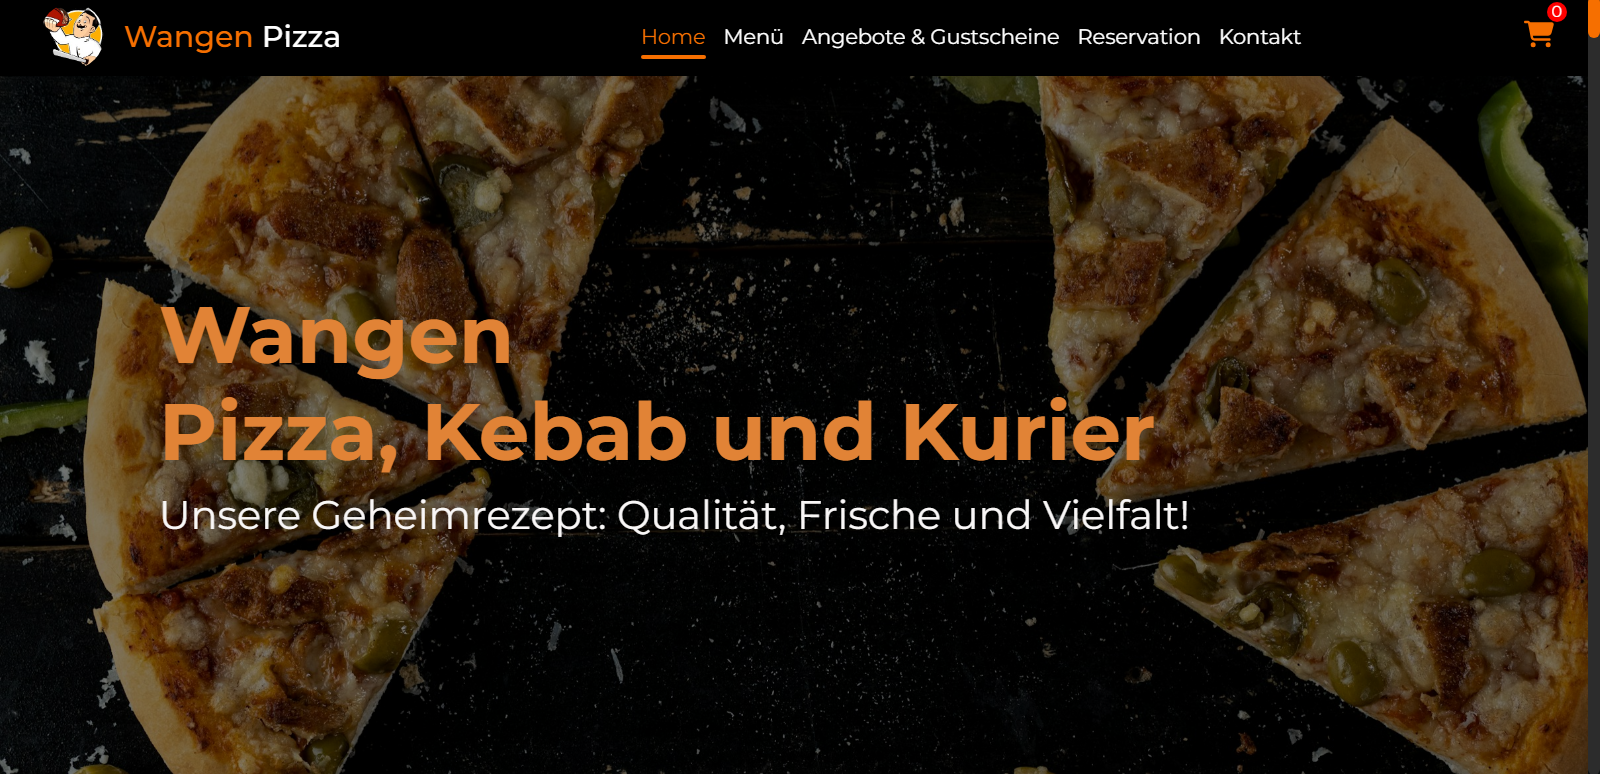 Wangen Pizza
Home Menü Angebote & Gustscheine Reservation Kontakt
0
Wangen
Pizza, Kebab und Kurier
Unsere Geheimrezept: Qualität, Frische und Vielfalt!